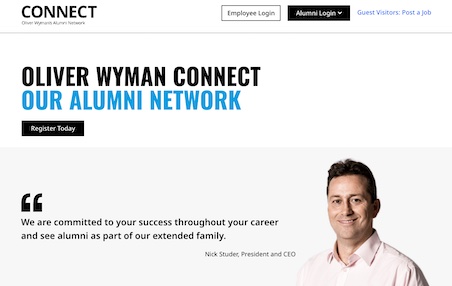 CONNECT
Oliver Wyman's Alumni Network
Employee Login
Alumni Login
Guest Visitors: Post a Job
OLIVER WYMAN CONNECT
OUR ALUMNI NETWORK
Register Today
“
We are committed to your success throughout your career
and see alumni as part of our extended family.
Nick Studer, President and CEO